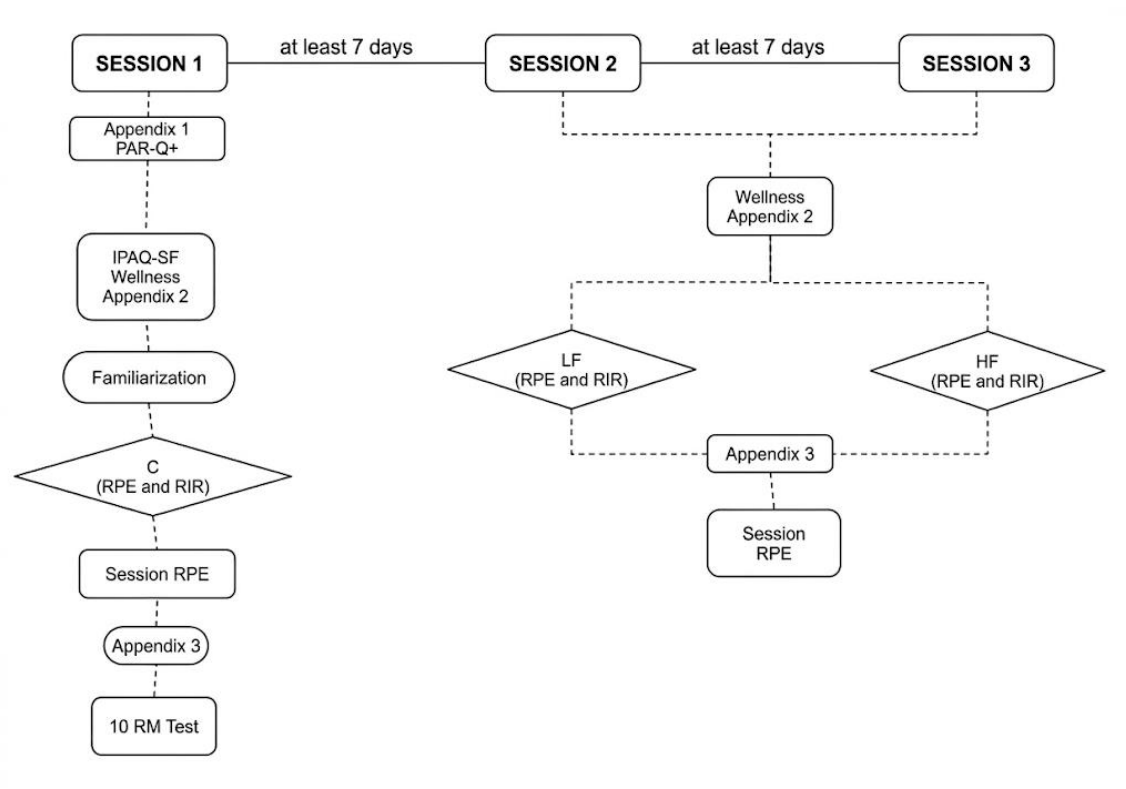 SESSION 1
at least 7 days
SESSION 2
at least 7 days
SESSION 3
Appendix 1
PAR-Q+
IPAQ-SF
Wellness
Appendix 2
Familiarization
C
(RPE and RIR)
Session RPE
Appendix 3
10 RM Test
Wellness
Appendix 2
LF
(RPE and RIR)
HF
(RPE and RIR)
Appendix 3
Session
RPE